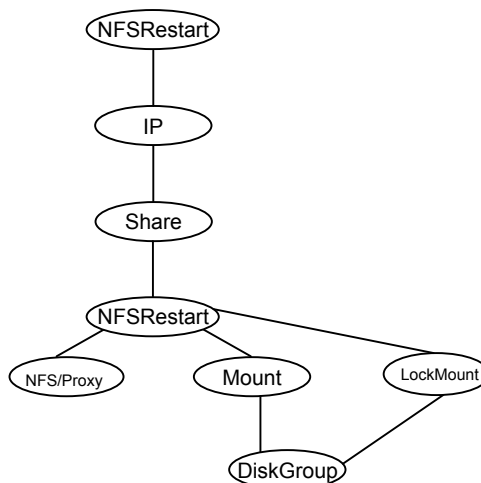 NFSRestart
IP
Share
NFSRestart
NFS/Proxy
Mount
LockMount
DiskGroup